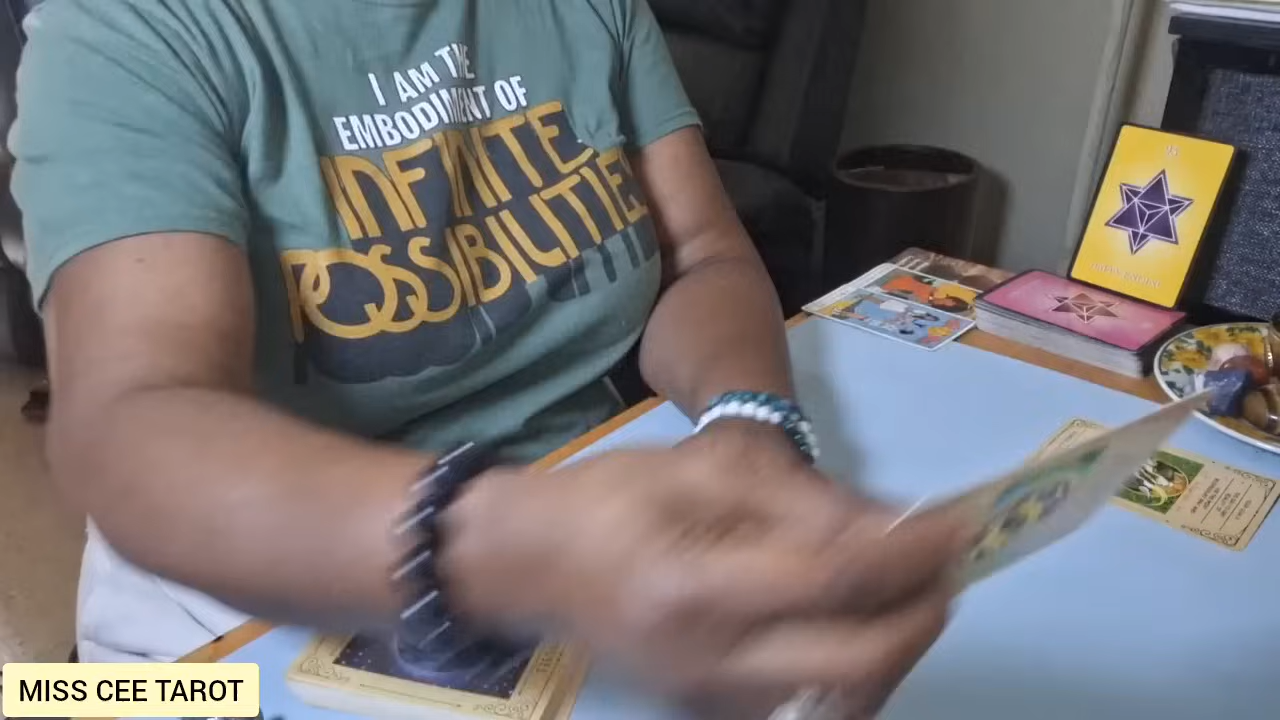 I AM THE
EMBODIMENT OF
INFINITE
POSSIBILITIES
MISS CEE TAROT